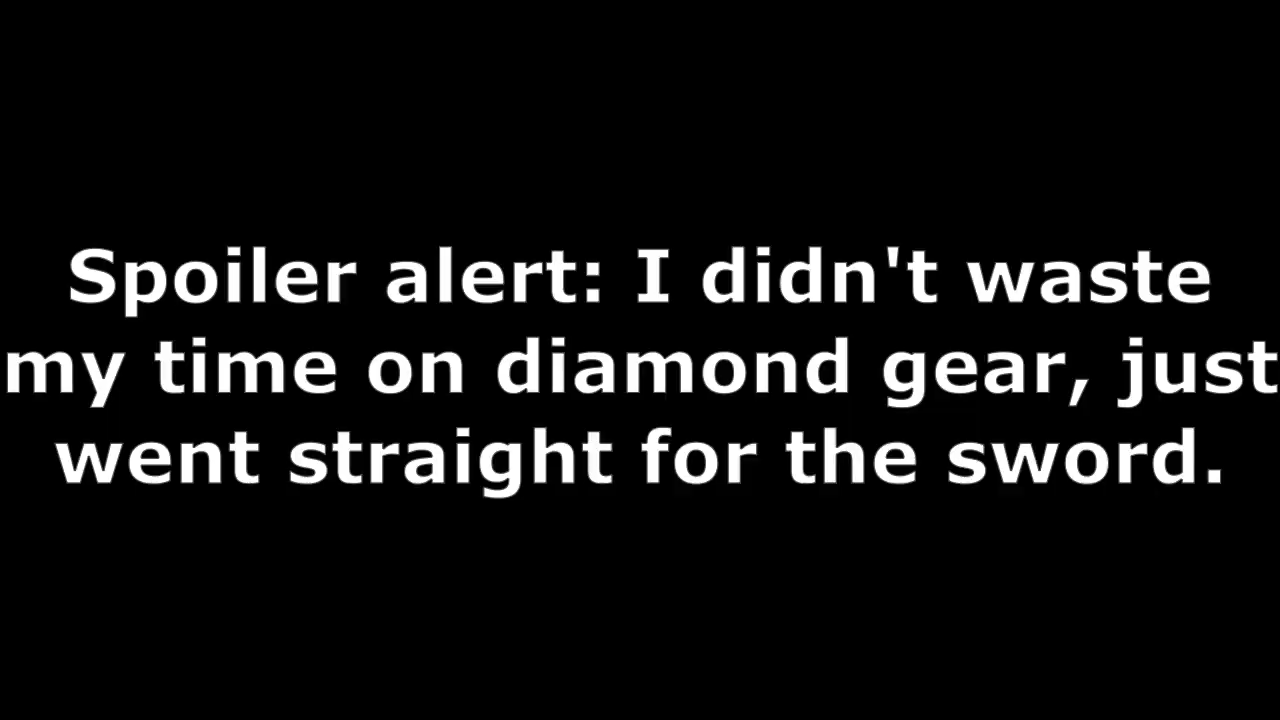 Spoiler alert: I didn't waste
my time on diamond gear, just
went straight for the sword.